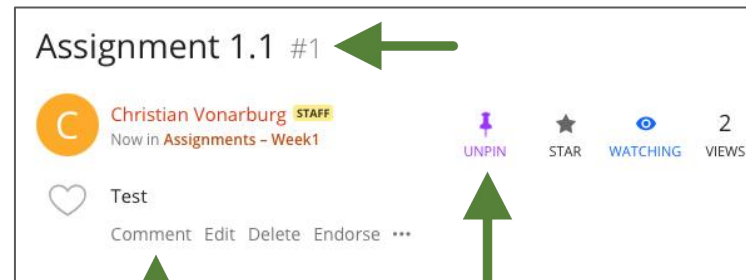 Assignment 1.1 #1
C
Christian Vonarburg STAFF
Now in Assignments – Week1
2
UNPIN STAR WATCHING VIEWS
Test
Comment Edit Delete Endorse •••